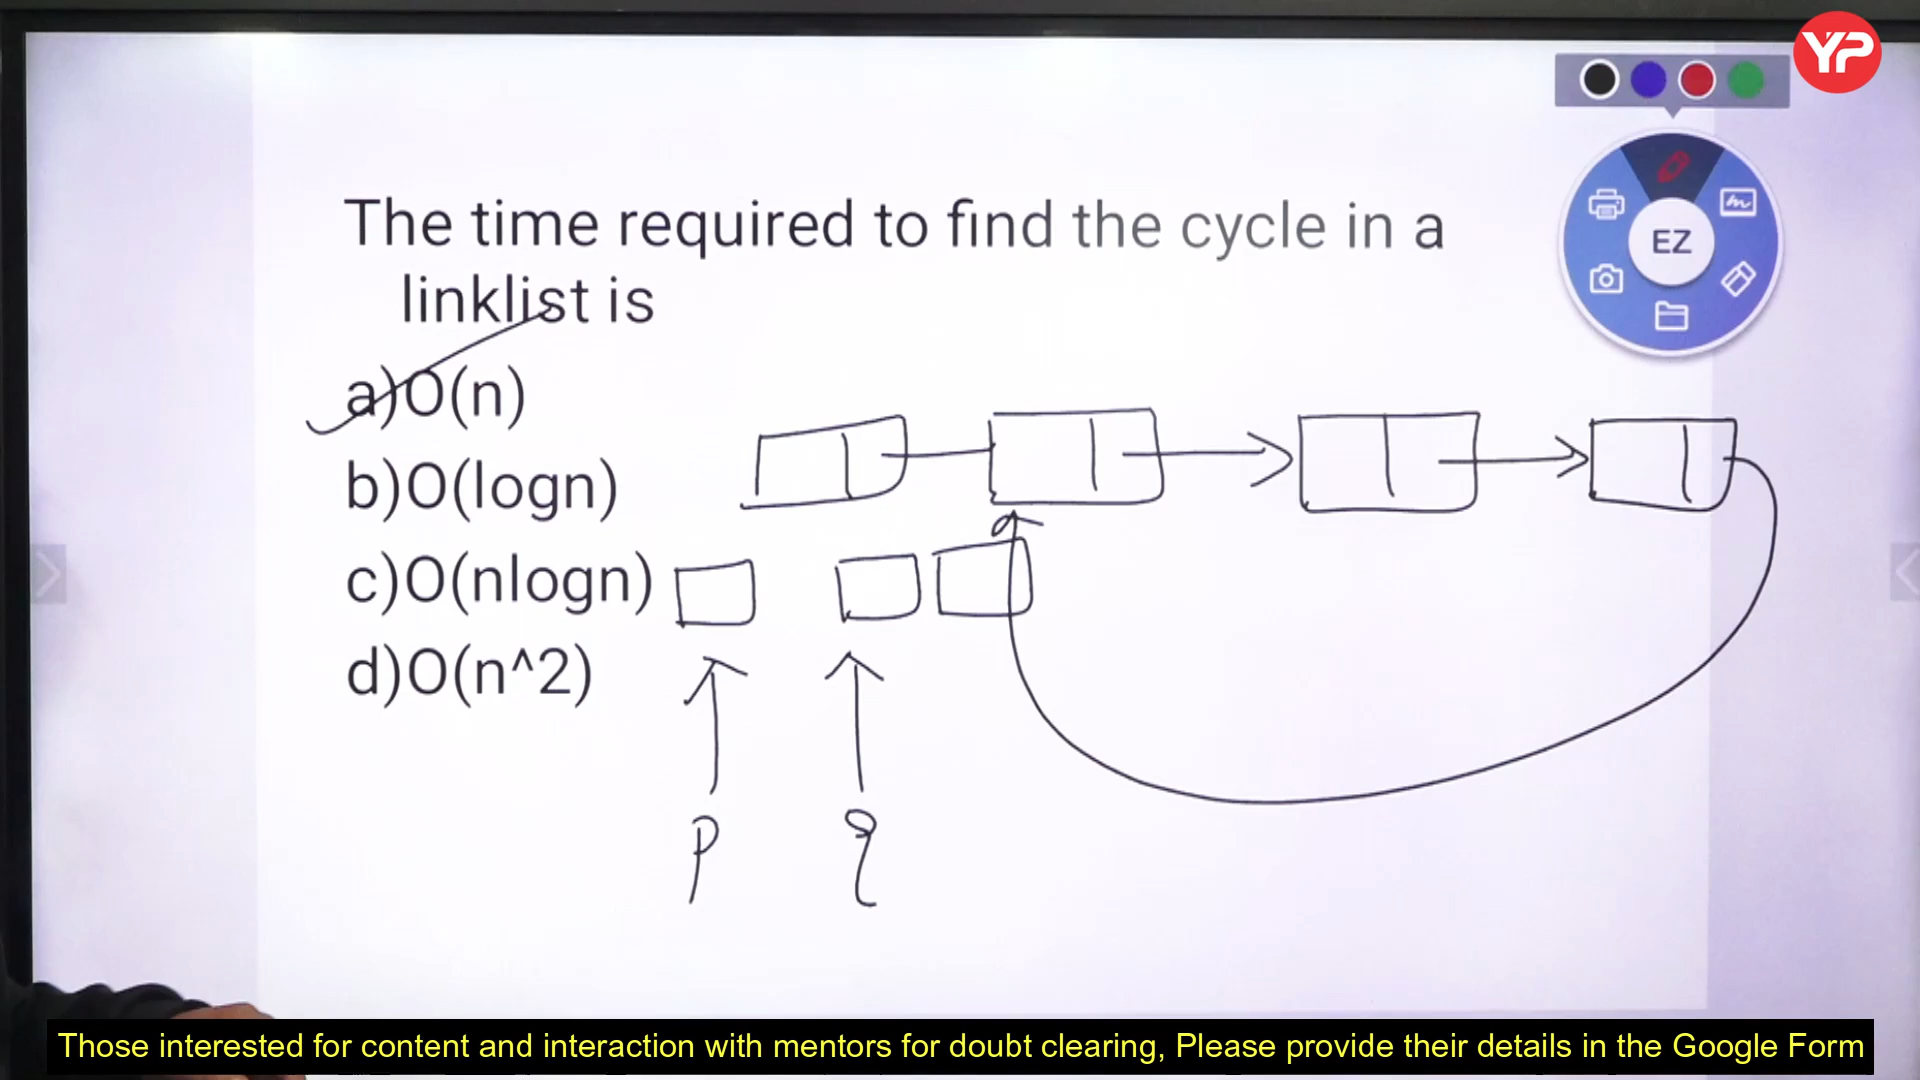 YP
EZ
The time required to find the cycle in a
linklist is
a)O(n)
b)O(logn)
c)O(nlogn)
d)O(n^2)
p
q
Those interested for content and interaction with mentors for doubt clearing, Please provide their details in the Google Form